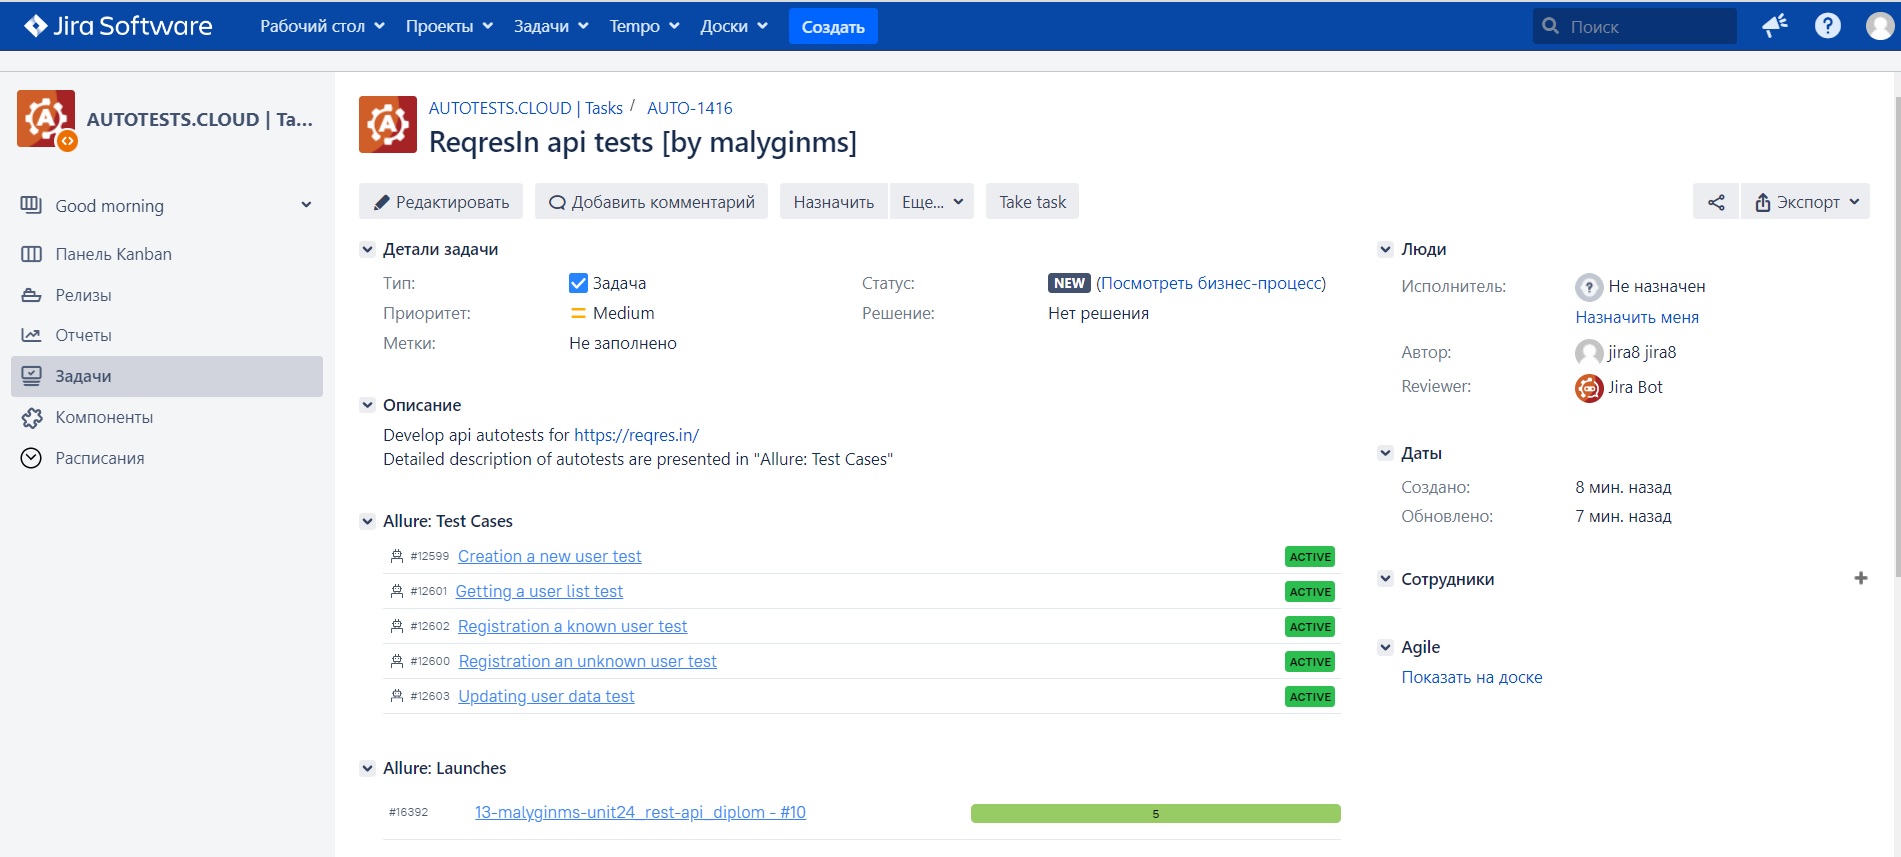 Jira Software
Рабочий стол
Проекты
Задачи
Tempo
Доски
Создать
Поиск
AUTOTESTS.CLOUD | Ta...
Good morning
Панель Kanban
Релизы
Отчеты
Задачи
Компоненты
Расписания
AUTOTESTS.CLOUD | Tasks / AUTO-1416
ReqresIn api tests [by malyginms]
Редактировать
Добавить комментарий
Назначить
Еще...
Take task
Экспорт
Детали задачи
Тип: Задача
Статус: NEW (Посмотреть бизнес-процесс)
Приоритет: Medium
Решение: Нет решения
Метки: Не заполнено
Описание
Develop api autotests for https://reqres.in/
Detailed description of autotests are presented in "Allure: Test Cases"
Allure: Test Cases
#12599 Creation a new user test ACTIVE
#12601 Getting a user list test ACTIVE
#12602 Registration a known user test ACTIVE
#12600 Registration an unknown user test ACTIVE
#12603 Updating user data test ACTIVE
Allure: Launches
#16392 13-malyginms-unit24_rest-api_diplom - #10 5
Люди
Исполнитель: Не назначен
Назначить меня
Автор: jira8 jira8
Reviewer: Jira Bot
Даты
Создано: 8 мин. назад
Обновлено: 7 мин. назад
Сотрудники
Agile
Показать на доске